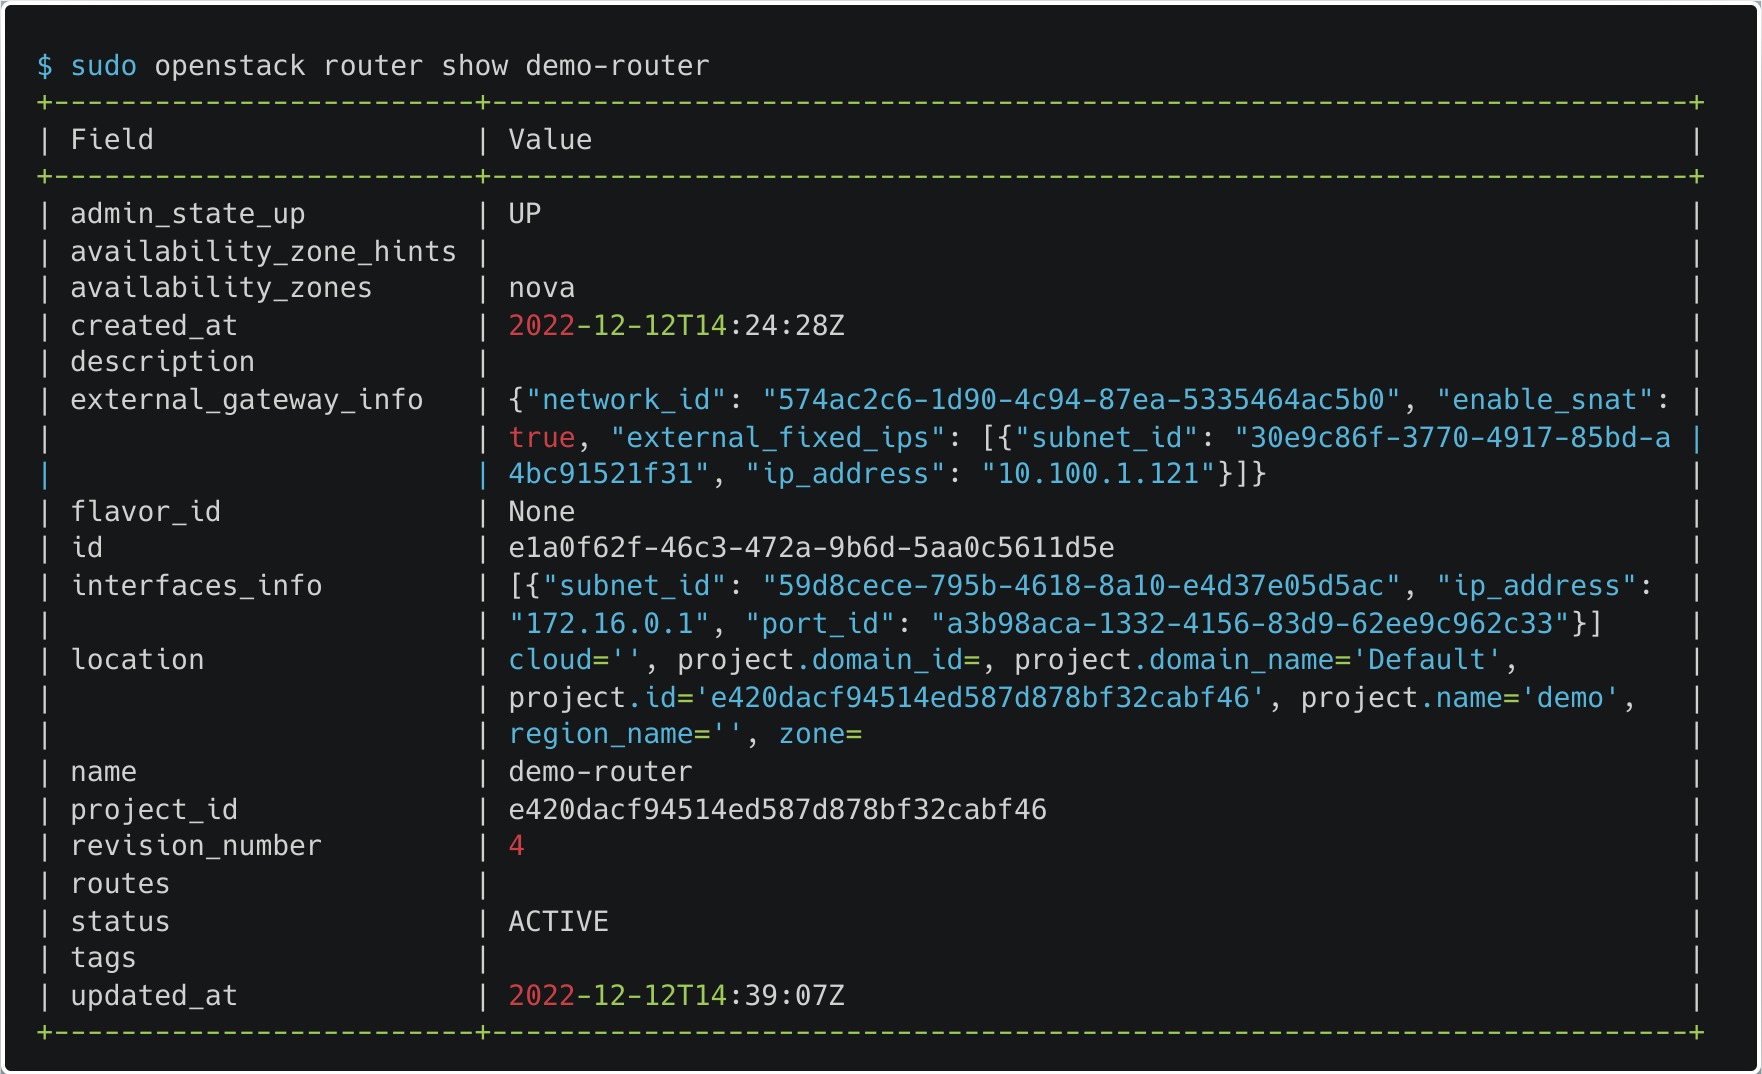 $ sudo openstack router show demo-router
+-------------------------+-----------------------------------------------------------------------+
| Field                   | Value                                                                 |
+-------------------------+-----------------------------------------------------------------------+
| admin_state_up          | UP                                                                    |
| availability_zone_hints |                                                                       |
| availability_zones      | nova                                                                  |
| created_at              | 2022-12-12T14:24:28Z                                                  |
| description             |                                                                       |
| external_gateway_info   | {"network_id": "574ac2c6-1d90-4c94-87ea-5335464ac5b0", "enable_snat": |
|                         | true, "external_fixed_ips": [{"subnet_id": "30e9c86f-3770-4917-85bd-a |
|                         | 4bc91521f31", "ip_address": "10.100.1.121"}]}                         |
| flavor_id               | None                                                                  |
| id                      | e1a0f62f-46c3-472a-9b6d-5aa0c5611d5e                                  |
| interfaces_info         | [{"subnet_id": "59d8cece-795b-4618-8a10-e4d37e05d5ac", "ip_address":  |
|                         | "172.16.0.1", "port_id": "a3b98aca-1332-4156-83d9-62ee9c962c33"}]     |
| location                | cloud='', project.domain_id=, project.domain_name='Default',          |
|                         | project.id='e420dacf94514ed587d878bf32cabf46', project.name='demo',   |
|                         | region_name='', zone=                                                 |
| name                    | demo-router                                                           |
| project_id              | e420dacf94514ed587d878bf32cabf46                                      |
| revision_number         | 4                                                                     |
| routes                  |                                                                       |
| status                  | ACTIVE                                                                |
| tags                    |                                                                       |
| updated_at              | 2022-12-12T14:39:07Z                                                  |
+-------------------------+-----------------------------------------------------------------------+